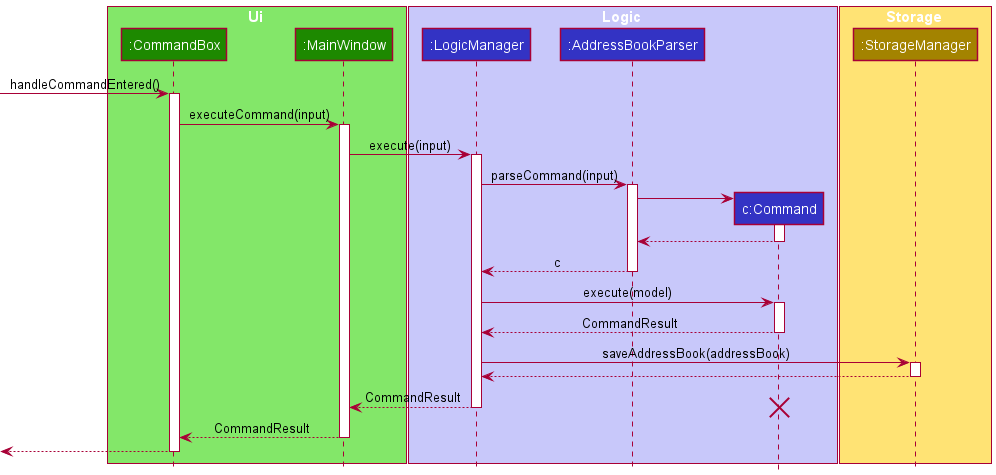 Ui
Logic
Storage
:CommandBox
:MainWindow
:LogicManager
:AddressBookParser
:StorageManager
handleCommandEntered()
executeCommand(input)
execute(input)
parseCommand(input)
c:Command
c
execute(model)
CommandResult
saveAddressBook(addressBook)
CommandResult
CommandResult